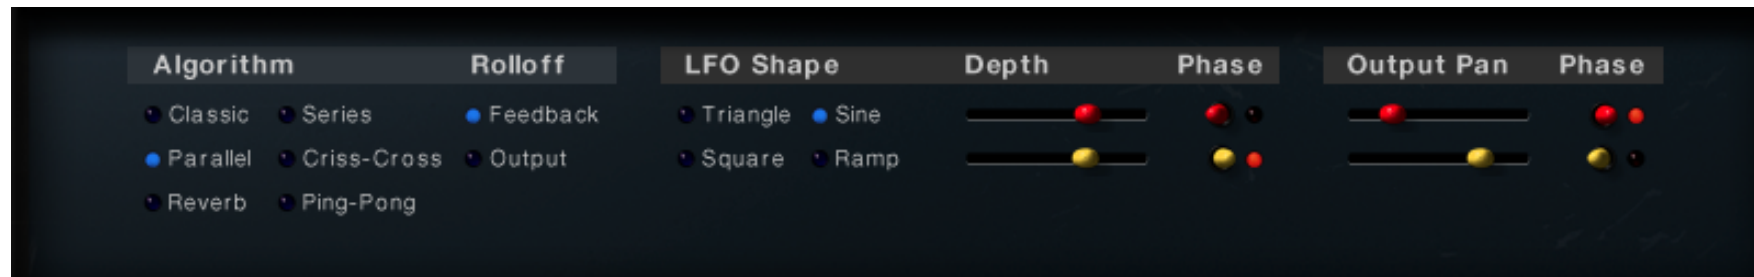 Algorithm Rolloff LFO Shape Depth Phase Output Pan Phase
Classic Series Feedback Triangle Sine
Parallel Criss-Cross Output Square Ramp
Reverb Ping-Pong